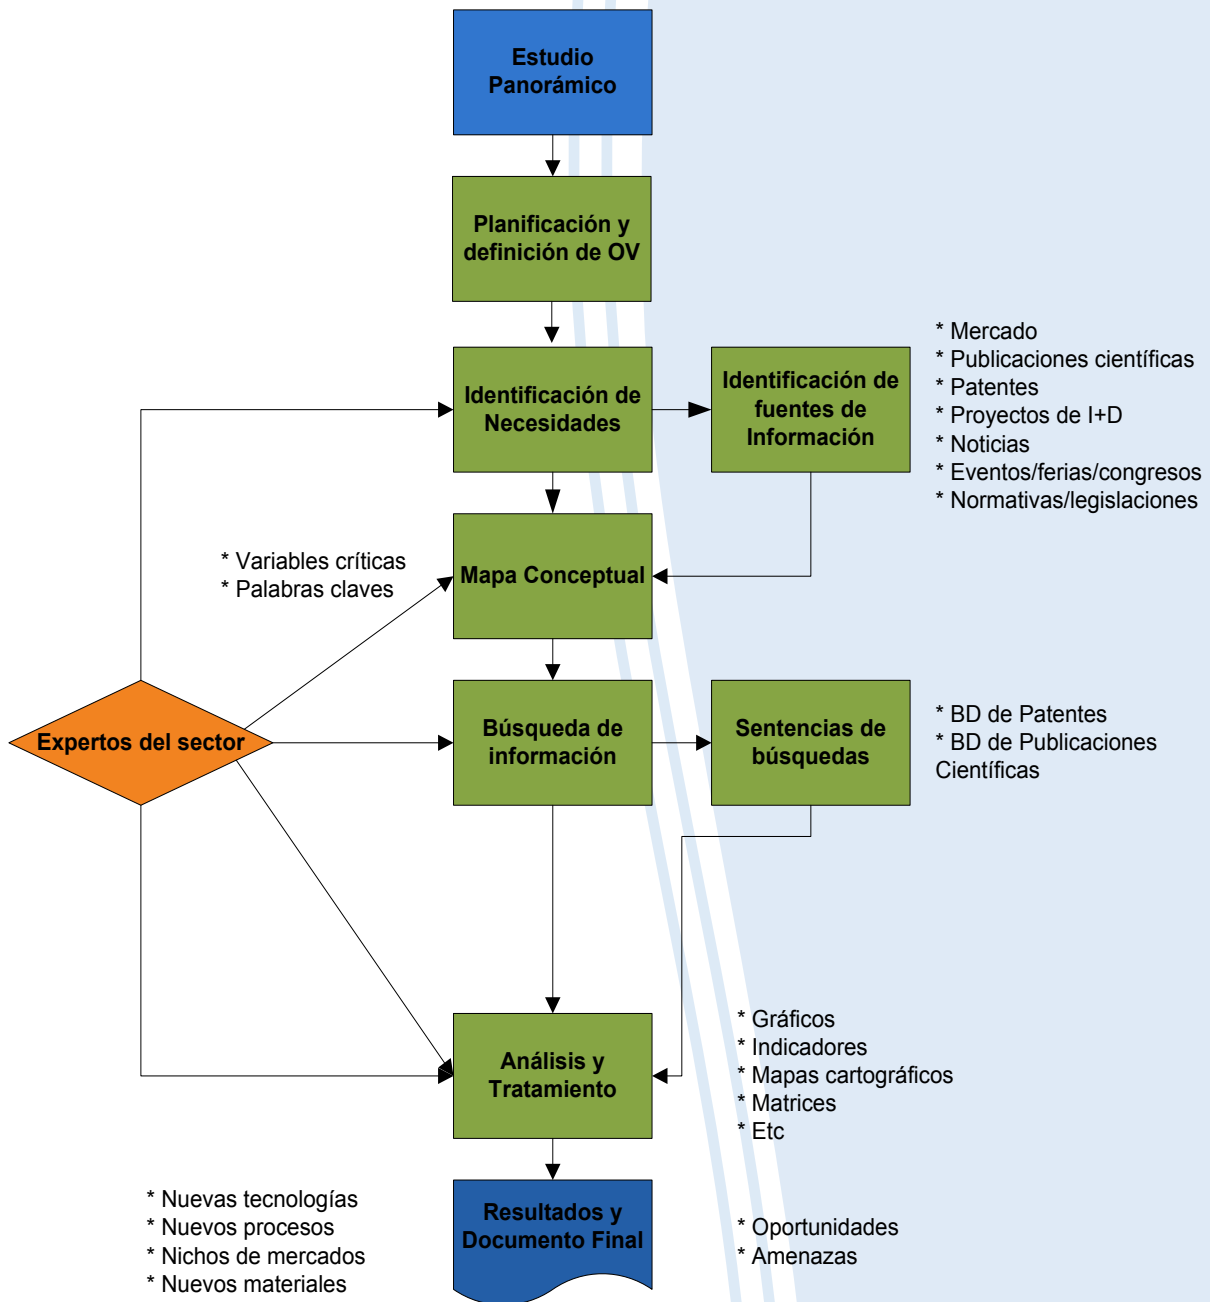 Estudio
Panorámico
Planificación y
definición de OV
Identificación de
Necesidades
Identificación de
fuentes de
Información
* Mercado
* Publicaciones científicas
* Patentes
* Proyectos de I+D
* Noticias
* Eventos/ferias/congresos
* Normativas/legislaciones
* Variables críticas
* Palabras claves
Mapa Conceptual
Expertos del sector
Búsqueda de
información
Sentencias de
búsquedas
* BD de Patentes
* BD de Publicaciones
Científicas
Análisis y
Tratamiento
* Gráficos
* Indicadores
* Mapas cartográficos
* Matrices
* Etc
* Nuevas tecnologías
* Nuevos procesos
* Nichos de mercados
* Nuevos materiales
Resultados y
Documento Final
* Oportunidades
* Amenazas